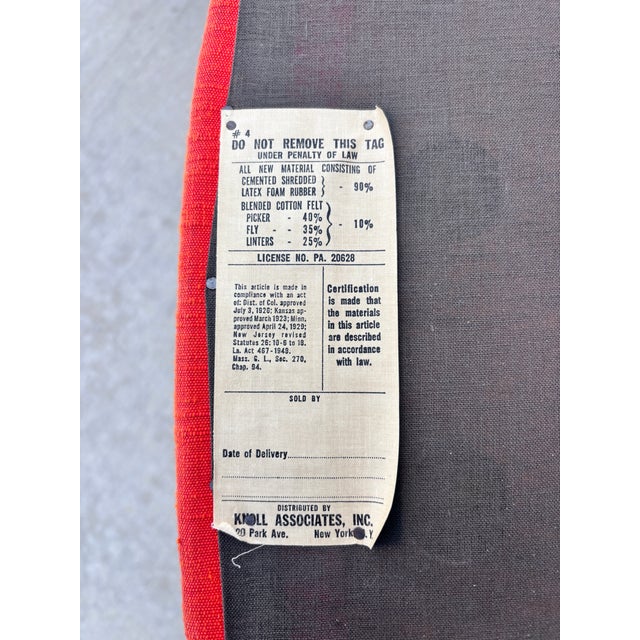 # 4
DO NOT REMOVE THIS TAG
UNDER PENALTY OF LAW
ALL NEW MATERIAL CONSISTING OF
CEMENTED SHREDDED
LATEX FOAM RUBBER } - 90%
BLENDED COTTON FELT
PICKER - 40%
FLY - 35% } - 10%
LINTERS - 25%
LICENSE NO. PA. 20628
This article is made in
compliance with an act
of: Dist. of Col. approved
July 3, 1926; Kansas ap-
proved March 1923; Minn.
approved April 24, 1929;
New Jersey revised
Statutes 26: 10-6 to 18.
La. Act 467-1948.
Mass. G. L., Sec. 270,
Chap. 94.
Certification
is made that
the materials
in this article
are described
in accordance
with law.
SOLD BY
Date of Delivery
DISTRIBUTED BY
KNOLL ASSOCIATES, INC.
Park Ave. New York